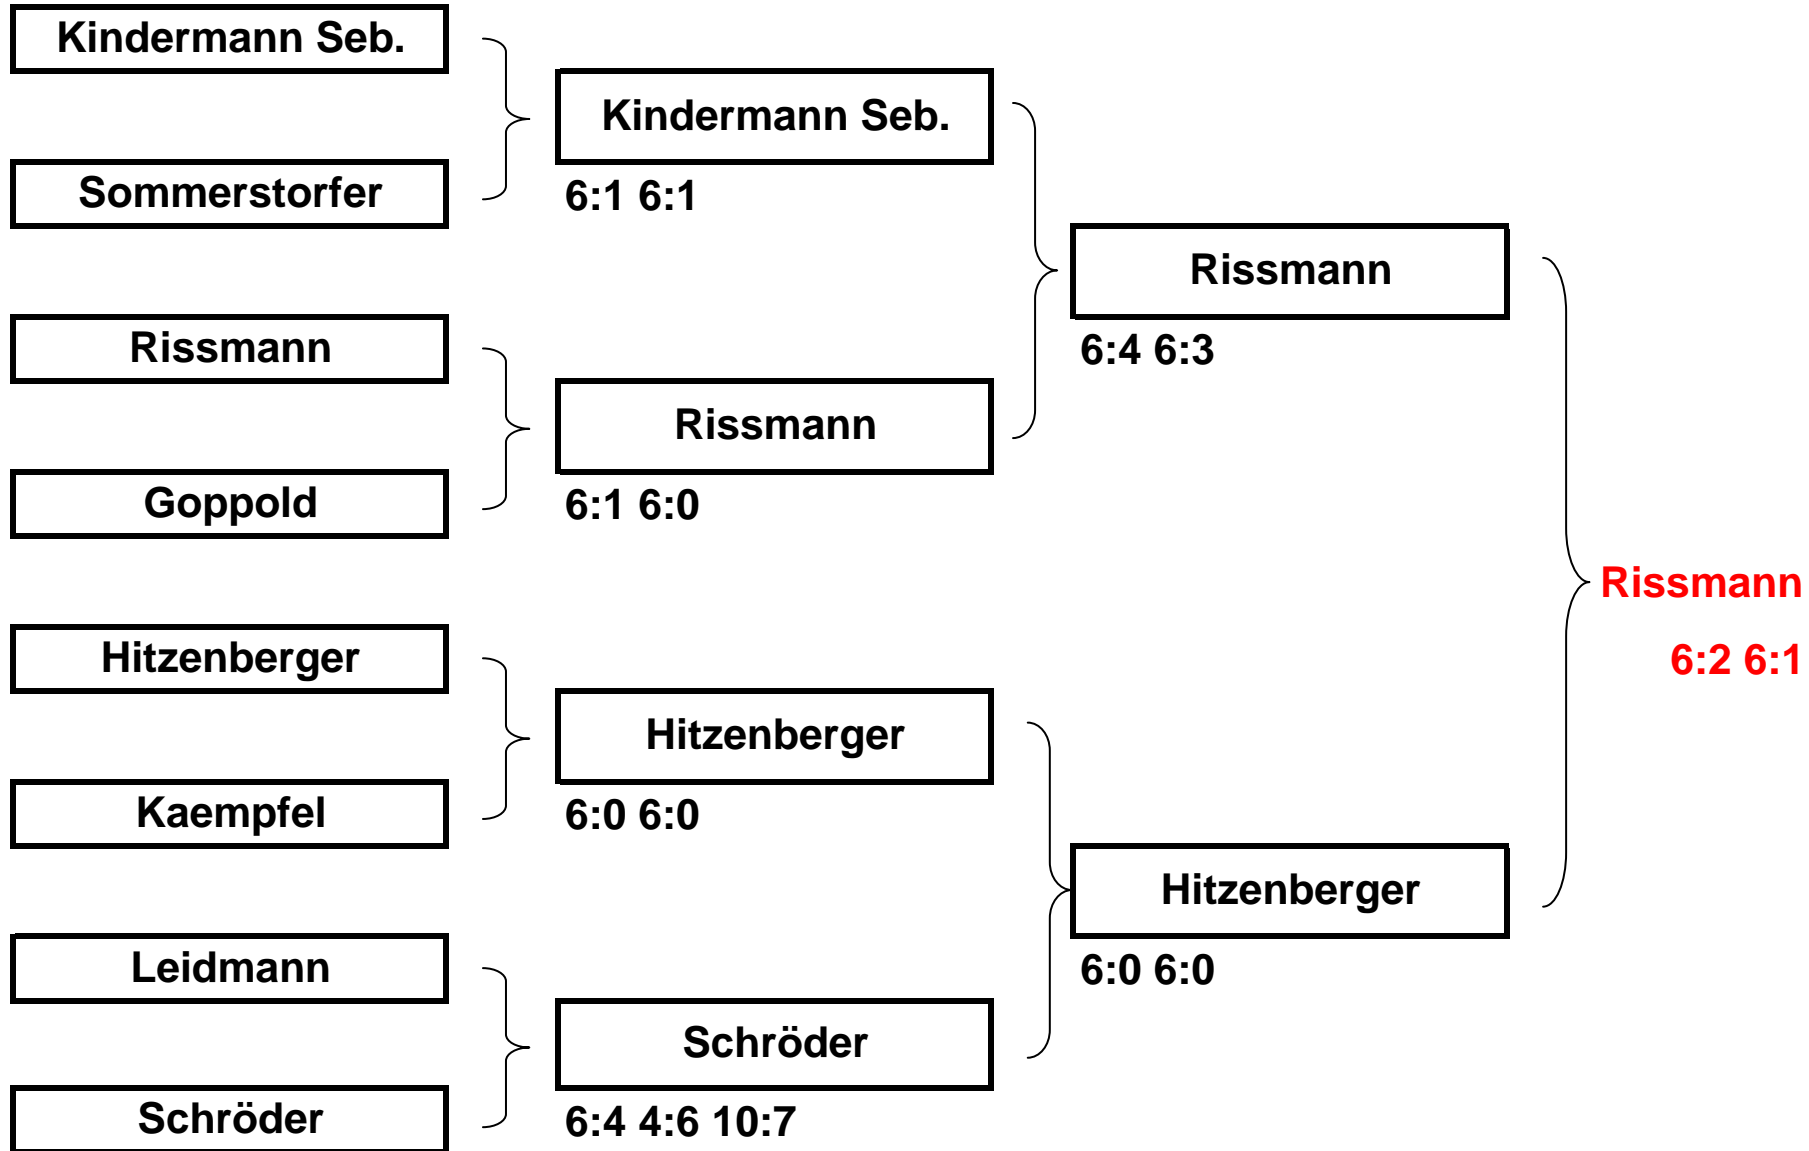 Kindermann Seb.
Kindermann Seb.
Sommerstorfer
6:1 6:1
Rissmann
Rissmann
6:4 6:3
Rissmann
Goppold
6:1 6:0
Rissmann
6:2 6:1
Hitzenberger
Hitzenberger
Kaempfel
6:0 6:0
Hitzenberger
6:0 6:0
Leidmann
Schröder
Schröder
6:4 4:6 10:7